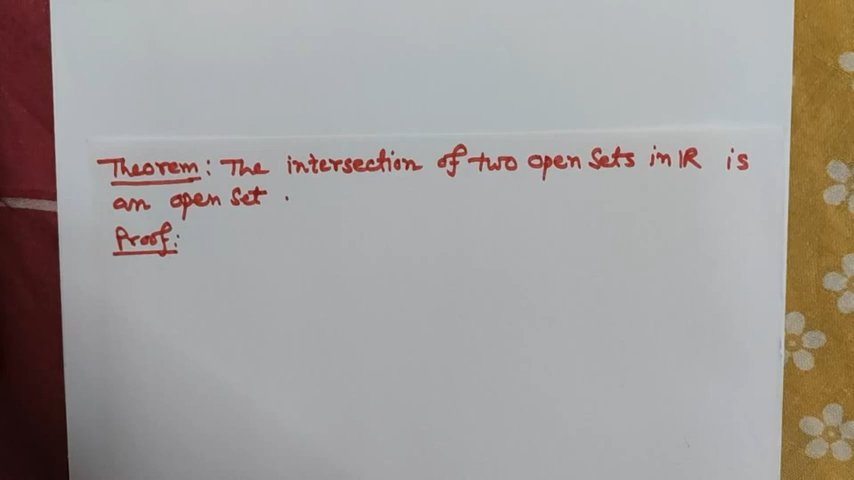 Theorem: The intersection of two open sets in ℝ is
an open set.
Proof: